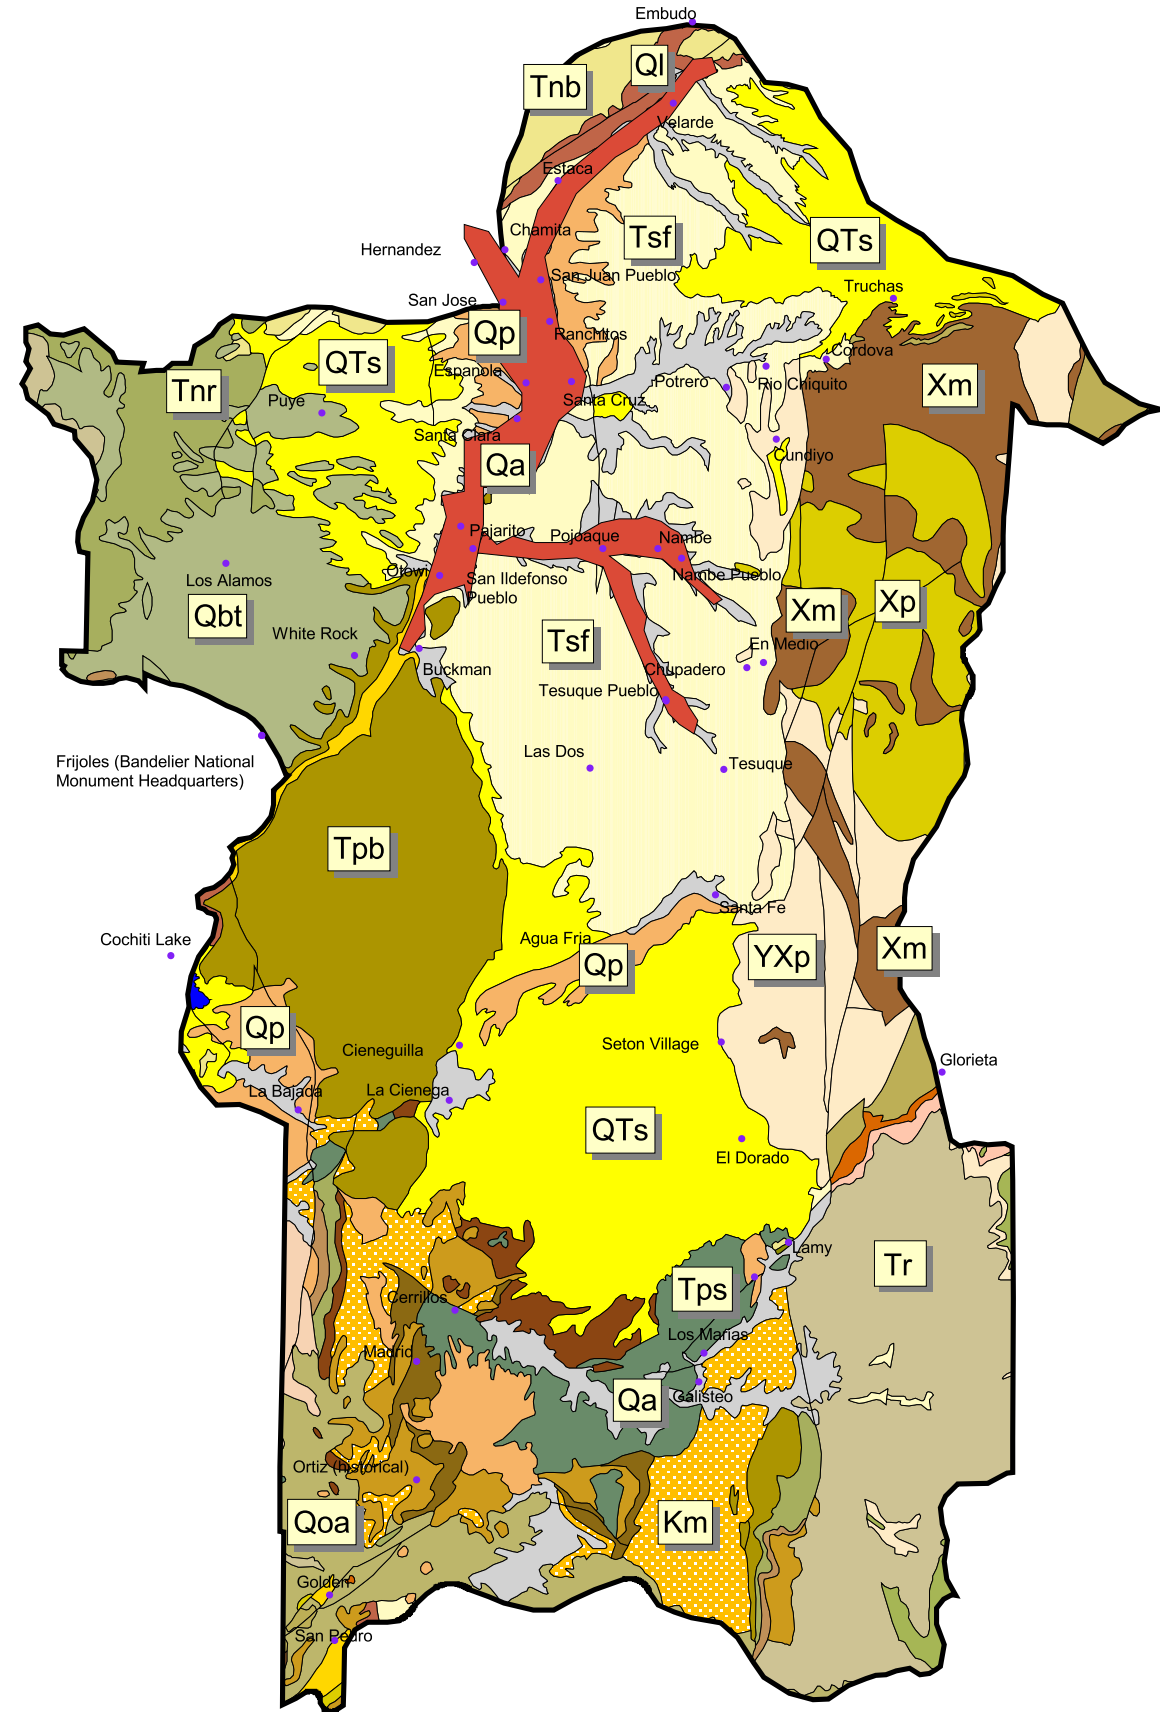 Embudo
Ql
Tnb
Velarde
Estaca
Chamita
Tsf
QTs
Hernandez
San Juan Pueblo
Truchas
San Jose
Qp
Ranchitos
QTs
Cordova
Tnr
Espanola
Potrero
Rio Chiquito
Xm
Puye
Santa Cruz
Santa Clara
Cundiyo
Qa
Pajarito
Pojoaque
Nambe
Otowi
San Ildefonso
Pueblo
Nambe Pueblo
Los Alamos
Qbt
Xm
Xp
White Rock
Tsf
En Medio
Buckman
Chupadero
Tesuque Pueblo
Las Dos
Tesuque
Frijoles (Bandelier National
Monument Headquarters)
Tpb
Santa Fe
Cochiti Lake
Agua Fria
Qp
YXp
Xm
Qp
Cieneguilla
Seton Village
Glorieta
La Bajada
La Cienega
QTs
El Dorado
Lamy
Tr
Tps
Cerrillos
Los Marias
Madrid
Qa
Galisteo
Ortiz (historical)
Qoa
Km
Golden
San Pedro